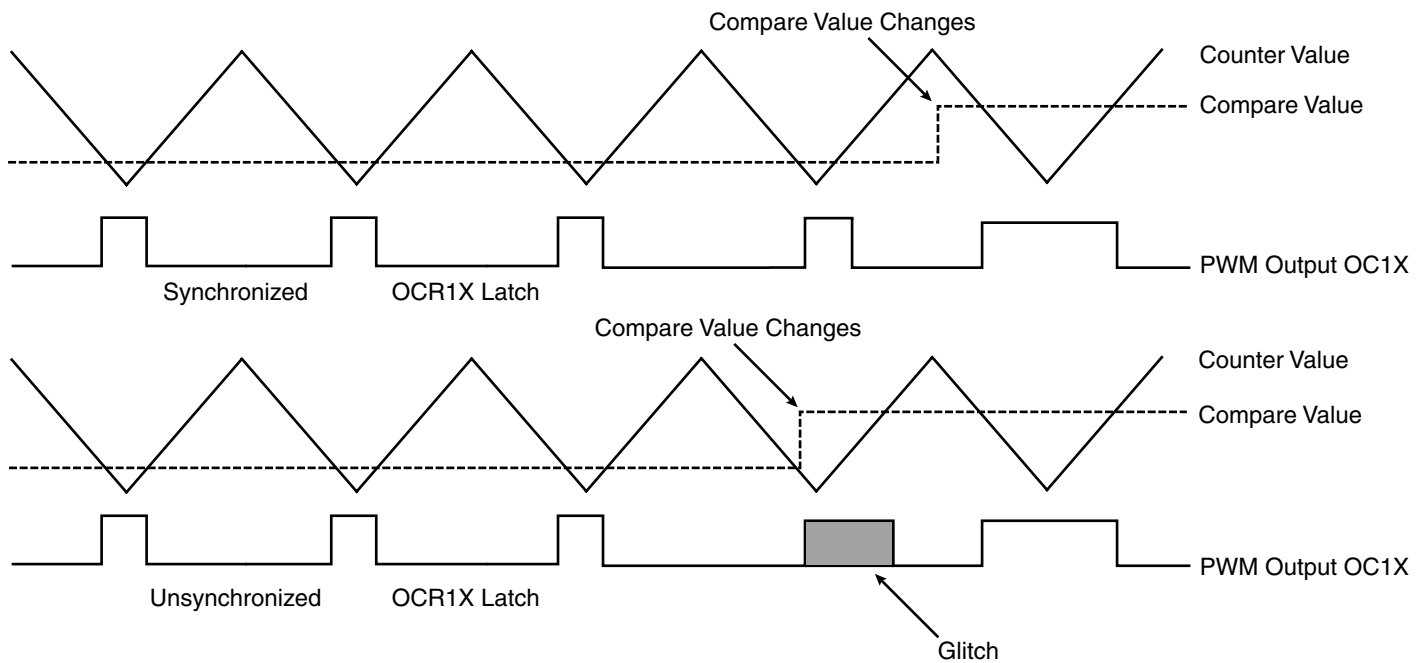 Compare Value Changes
Counter Value
Compare Value
PWM Output OC1X
Synchronized OCR1X Latch
Compare Value Changes
Counter Value
Compare Value
PWM Output OC1X
Unsynchronized OCR1X Latch
Glitch